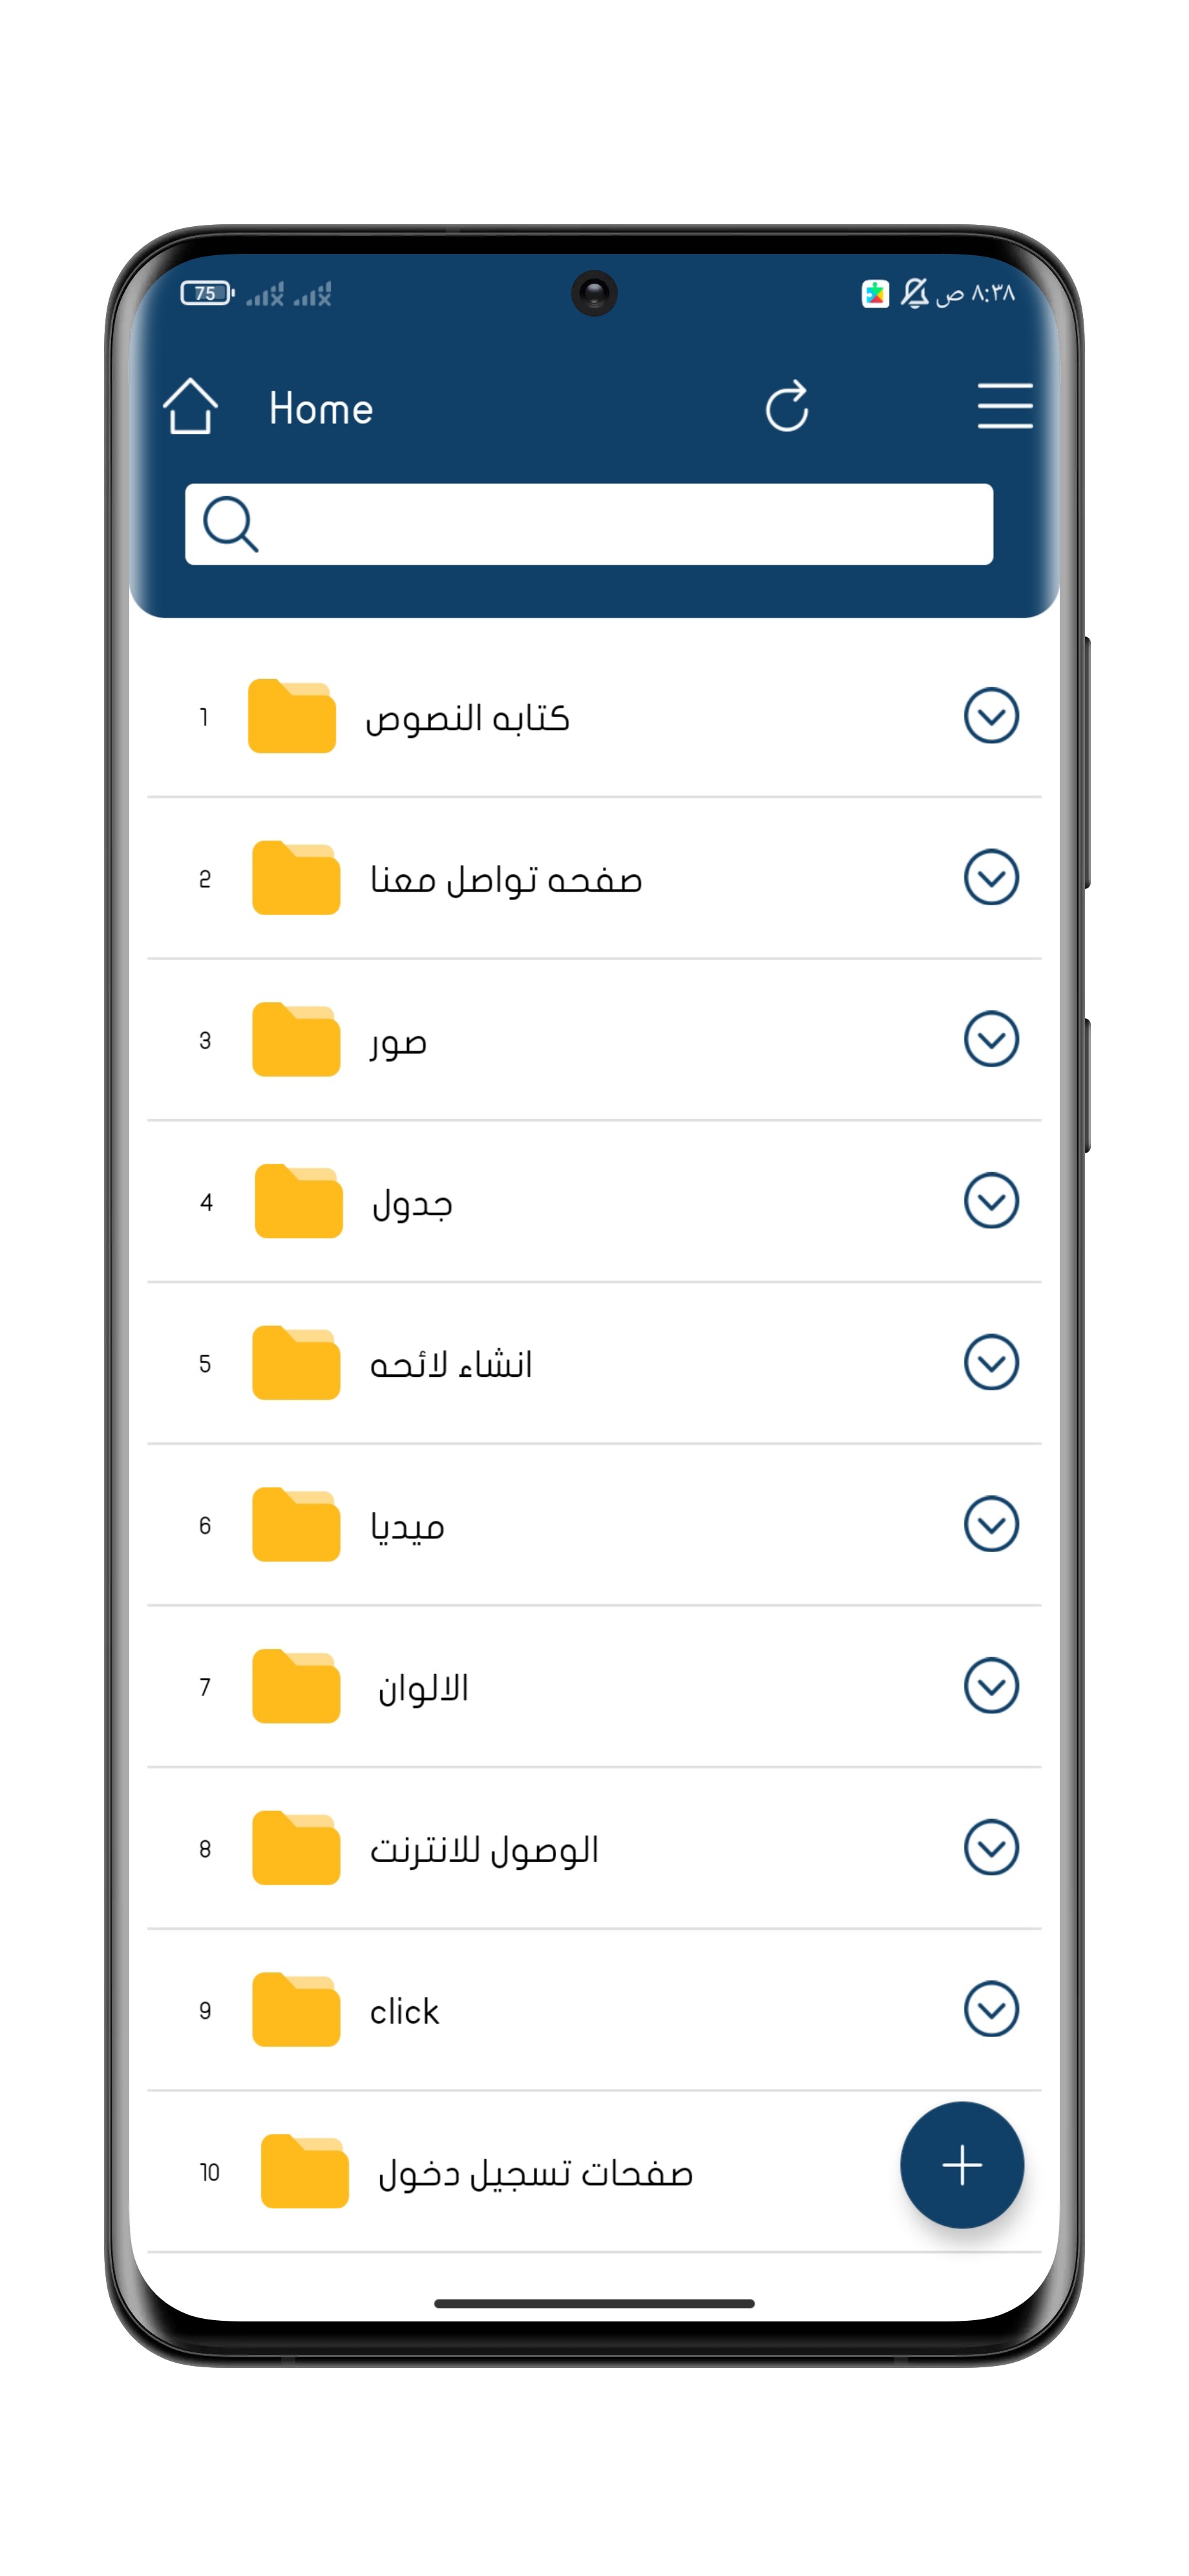 75
٨:٣٨ ص
Home
1 كتابه النصوص
2 صفحه تواصل معنا
3 صور
4 جدول
5 انشاء لائحه
6 ميديا
7 الالوان
8 الوصول للانترنت
9 click
10 صفحات تسجيل دخول